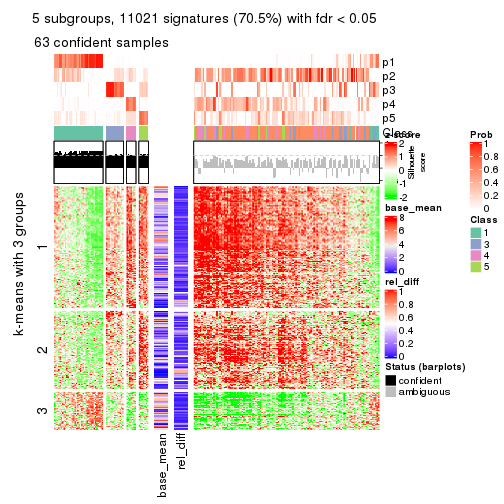 5 subgroups, 11021 signatures (70.5%) with fdr < 0.05
63 confident samples
p1
p2
p3
p4
p5
Class
z-score
2
1
0
-1
-2
Silhouette
score
Prob
1
0.8
0.6
0.4
0.2
0
base_mean
8
6
4
2
0
Class
1
3
4
5
rel_diff
1
0.8
0.6
0.4
0.2
0
Status (barplots)
confident
ambiguous
k-means with 3 groups
1
2
3
base_mean
rel_diff